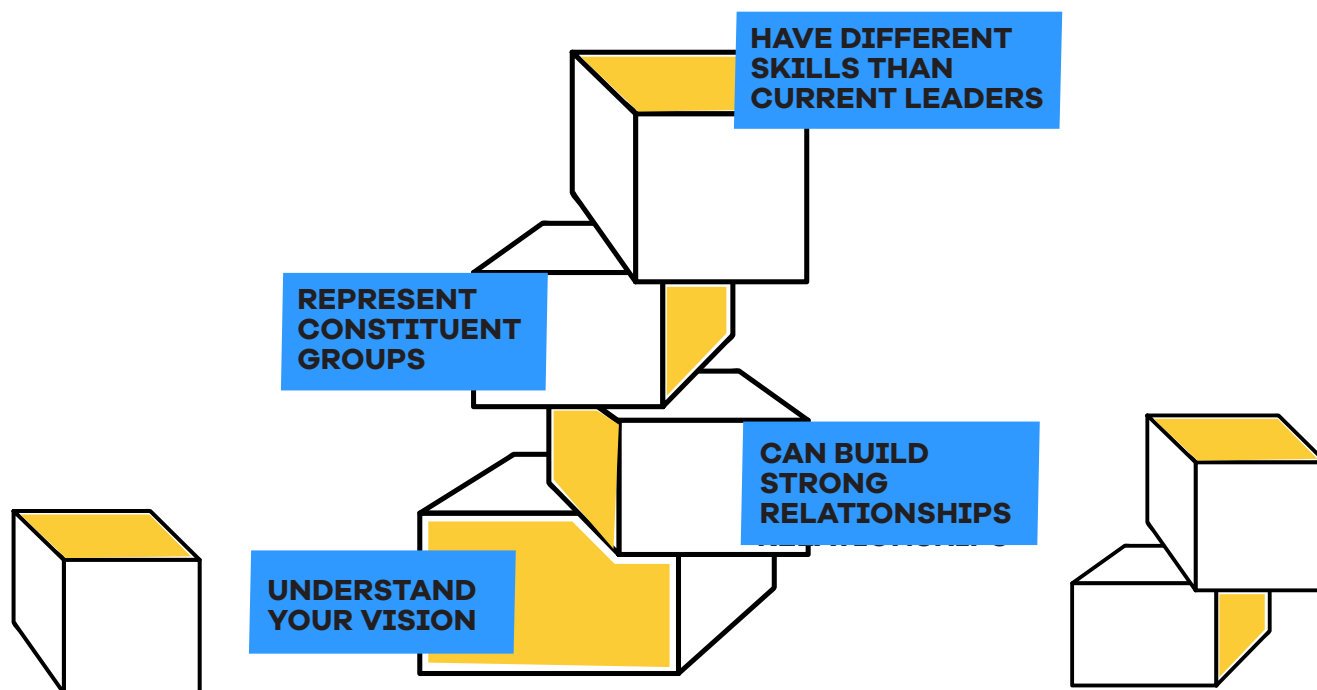 HAVE DIFFERENT
SKILLS THAN
CURRENT LEADERS
REPRESENT
CONSTITUENT
GROUPS
CAN BUILD
STRONG
RELATIONSHIPS
UNDERSTAND
YOUR VISION